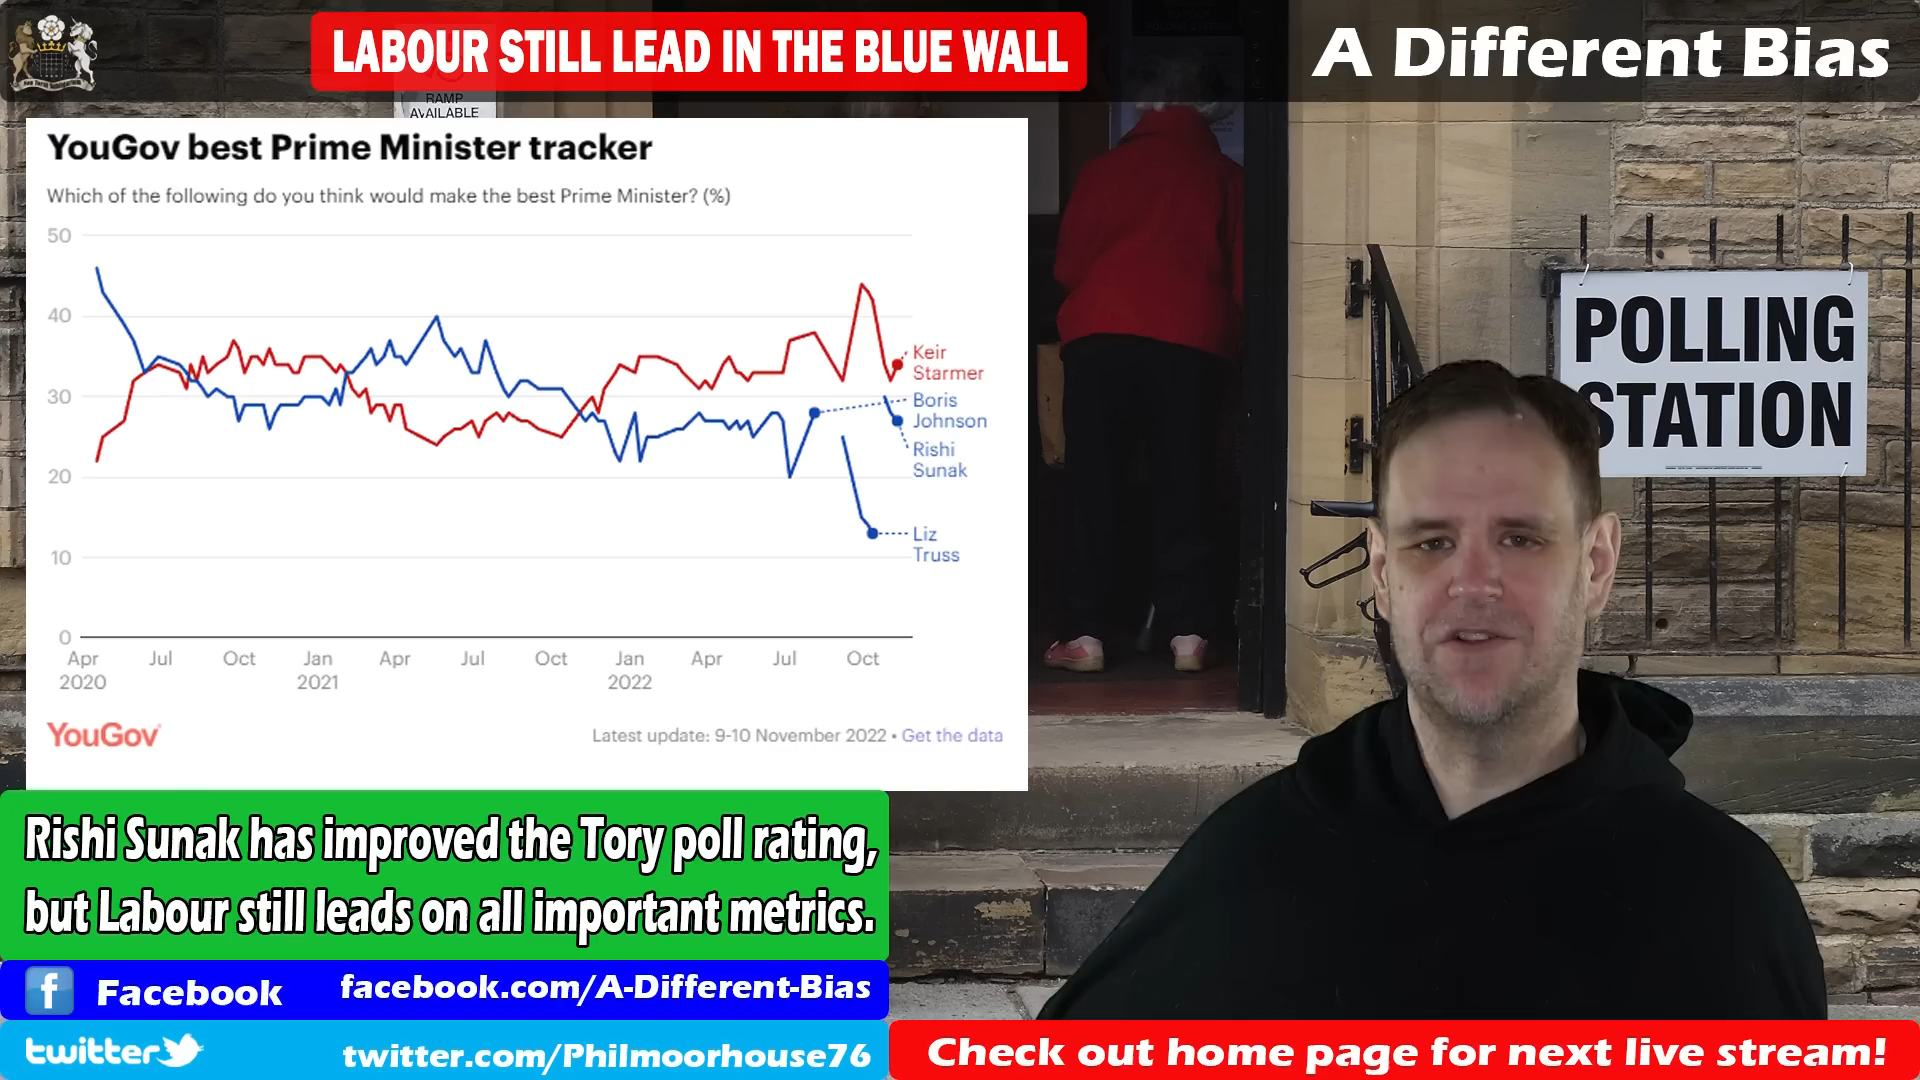 LABOUR STILL LEAD IN THE BLUE WALL
A Different Bias
RAMP
AVAILABLE
YouGov best Prime Minister tracker
Which of the following do you think would make the best Prime Minister? (%)
50
40
30
20
10
0
Keir
Starmer
Boris
Johnson
Rishi
Sunak
Liz
Truss
Apr
2020
Jul
Oct
Jan
2021
Apr
Jul
Oct
Jan
2022
Apr
Jul
Oct
YouGov
Latest update: 9-10 November 2022 • Get the data
POLLING
STATION
Rishi Sunak has improved the Tory poll rating,
but Labour still leads on all important metrics.
f Facebook
facebook.com/A-Different-Bias
twitter
twitter.com/Philmoorhouse76
Check out home page for next live stream!